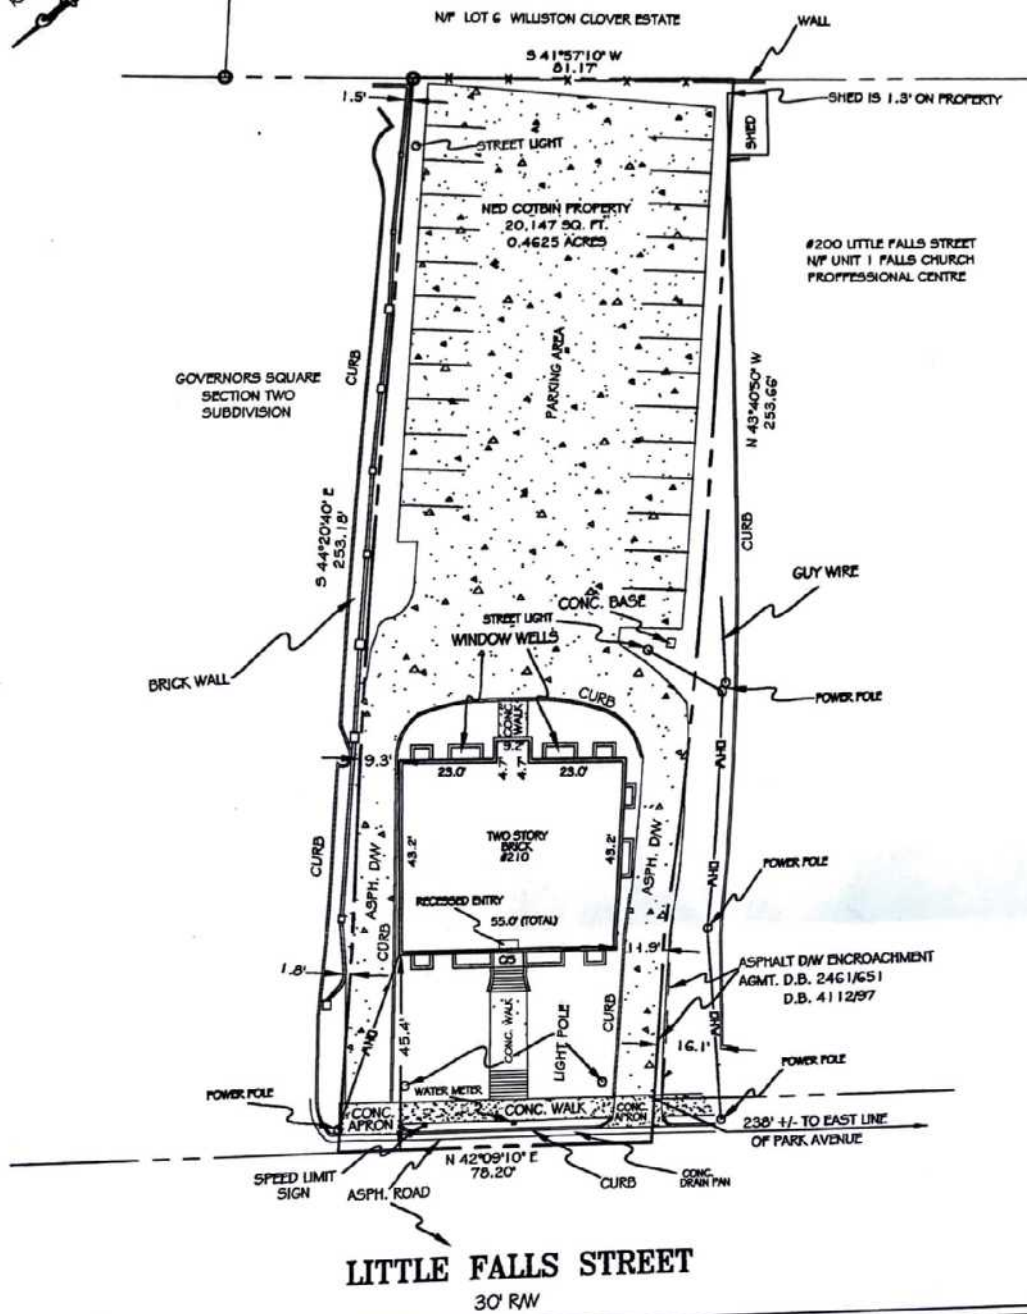 N/F LOT 6 WILLISTON CLOVER ESTATE
WALL
S 41°57'10" W
81.17'
1.5'
SHED IS 1.3' ON PROPERTY
SHED
STREET LIGHT
NED COTBIN PROPERTY
20,147 SQ. FT.
0.4625 ACRES
#200 LITTLE FALLS STREET
N/F UNIT 1 FALLS CHURCH
PROFFESSIONAL CENTRE
PARKING AREA
CURB
GOVERNORS SQUARE
SECTION TWO
SUBDIVISION
N 43°40'50" W
253.66'
S 44°20'40" E
253.18'
CURB
GUY WIRE
CONC. BASE
STREET LIGHT
WINDOW WELLS
BRICK WALL
POWER POLE
CURB
CONC. WALK
9.2'
9.3'
23.0'
4.7'
4.7'
23.0'
OHW
TWO STORY
BRICK
#210
43.2'
43.2'
CURB
ASPH. D/W
ASPH. D/W
OHW
POWER POLE
RECESSED ENTRY
55.0' (TOTAL)
CURB
11.9'
ASPHALT D/W ENCROACHMENT
AGMT. D.B. 2461/651
D.B. 4112/97
1.8'
CONC. WALK
CURB
OHW
OHW
45.4'
LIGHT POLE
16.1'
POWER POLE
POWER POLE
WATER METER
CONC.
APRON
CONC. WALK
CONC.
APRON
238' +/- TO EAST LINE
OF PARK AVENUE
N 42°09'10" E
78.20'
SPEED LIMIT
SIGN
ASPH. ROAD
CURB
CONC.
DRAIN PAN
LITTLE FALLS STREET
30' R/W